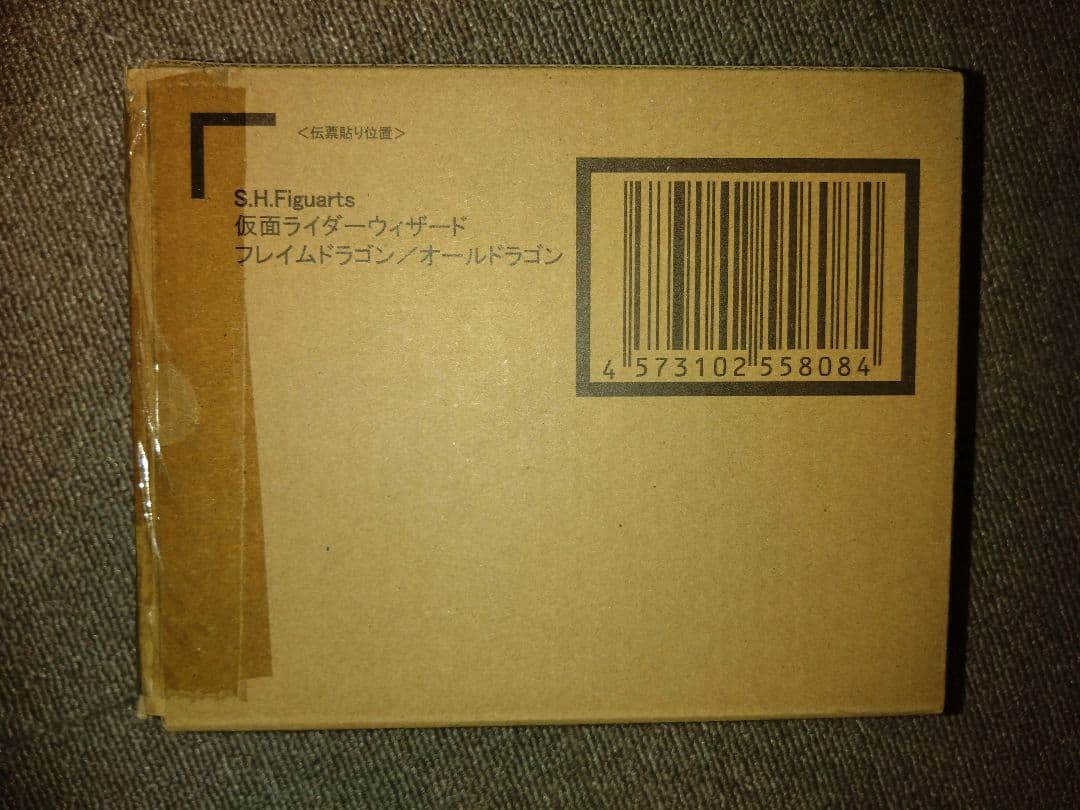 ＜伝票貼り位置＞
S.H.Figuarts
仮面ライダーウィザード
フレイムドラゴン／オールドラゴン
4 573102 558084